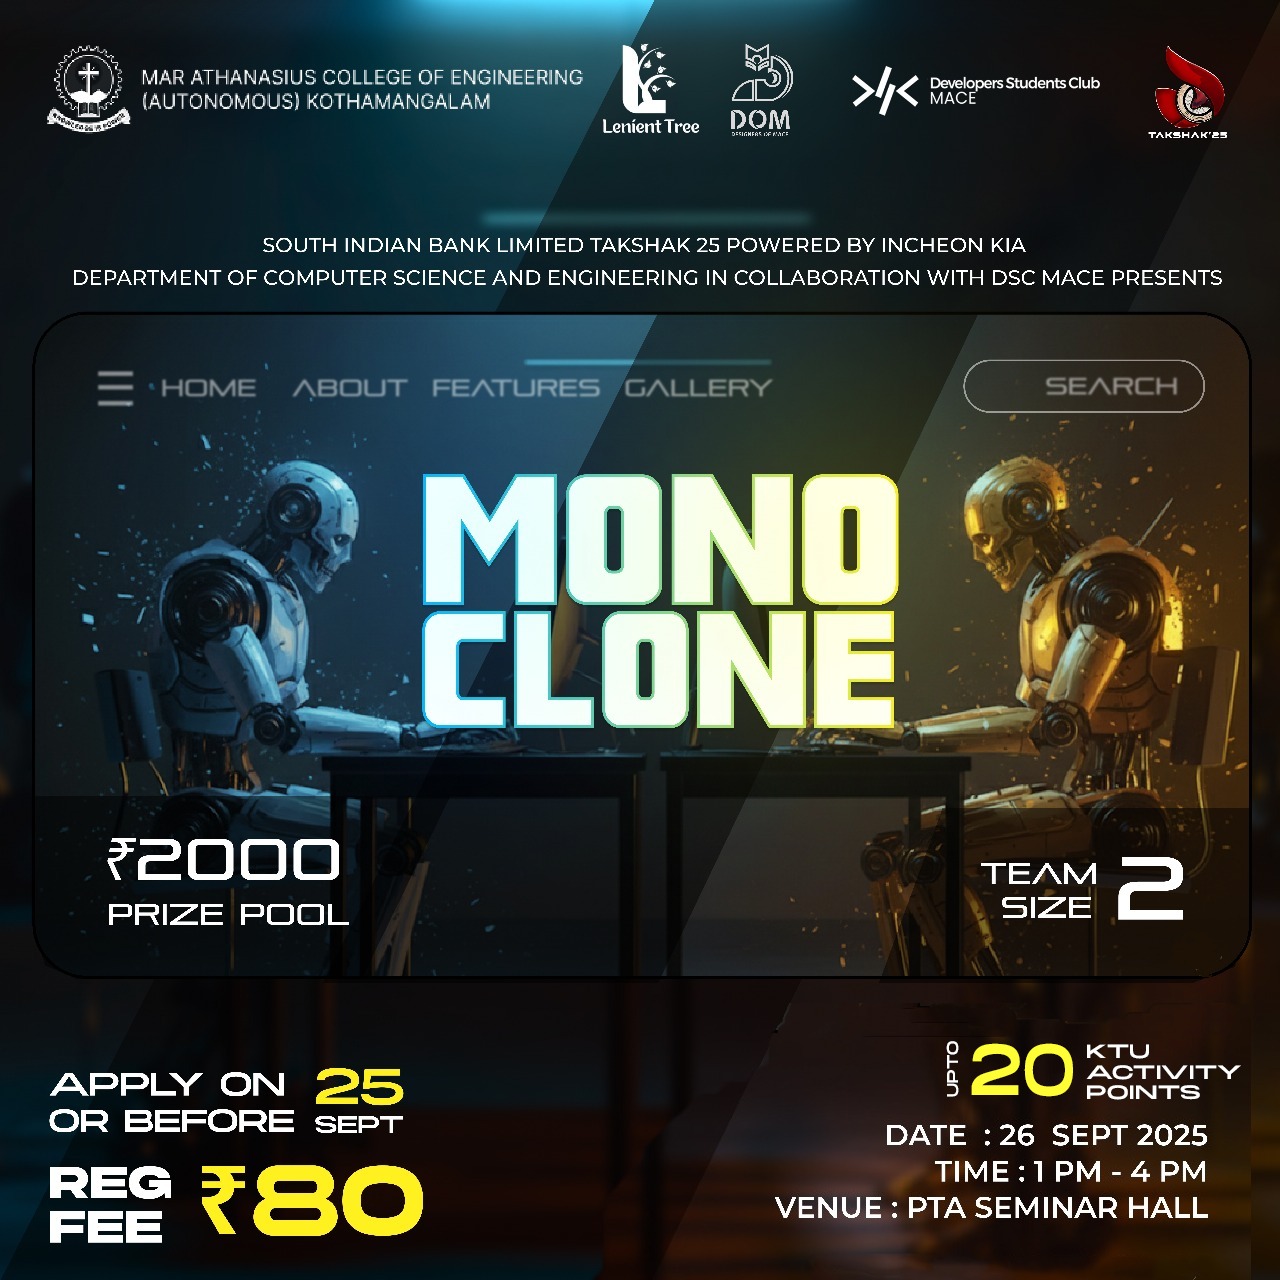 MAR ATHANASIUS COLLEGE OF ENGINEERING
(AUTONOMOUS) KOTHAMANGALAM
Lenient Tree
DOM
DESIGNERS OF MACE
Developers Students Club
MACE
TAKSHAK'25
SOUTH INDIAN BANK LIMITED TAKSHAK 25 POWERED BY INCHEON KIA
DEPARTMENT OF COMPUTER SCIENCE AND ENGINEERING IN COLLABORATION WITH DSC MACE PRESENTS
HOME ABOUT FEATURES GALLERY SEARCH
MONO
CLONE
₹2000
PRIZE POOL
TEAM
SIZE 2
APPLY ON
OR BEFORE 25
SEPT
REG
FEE ₹80
UPTO 20 KTU
ACTIVITY
POINTS
DATE : 26 SEPT 2025
TIME : 1 PM - 4 PM
VENUE : PTA SEMINAR HALL